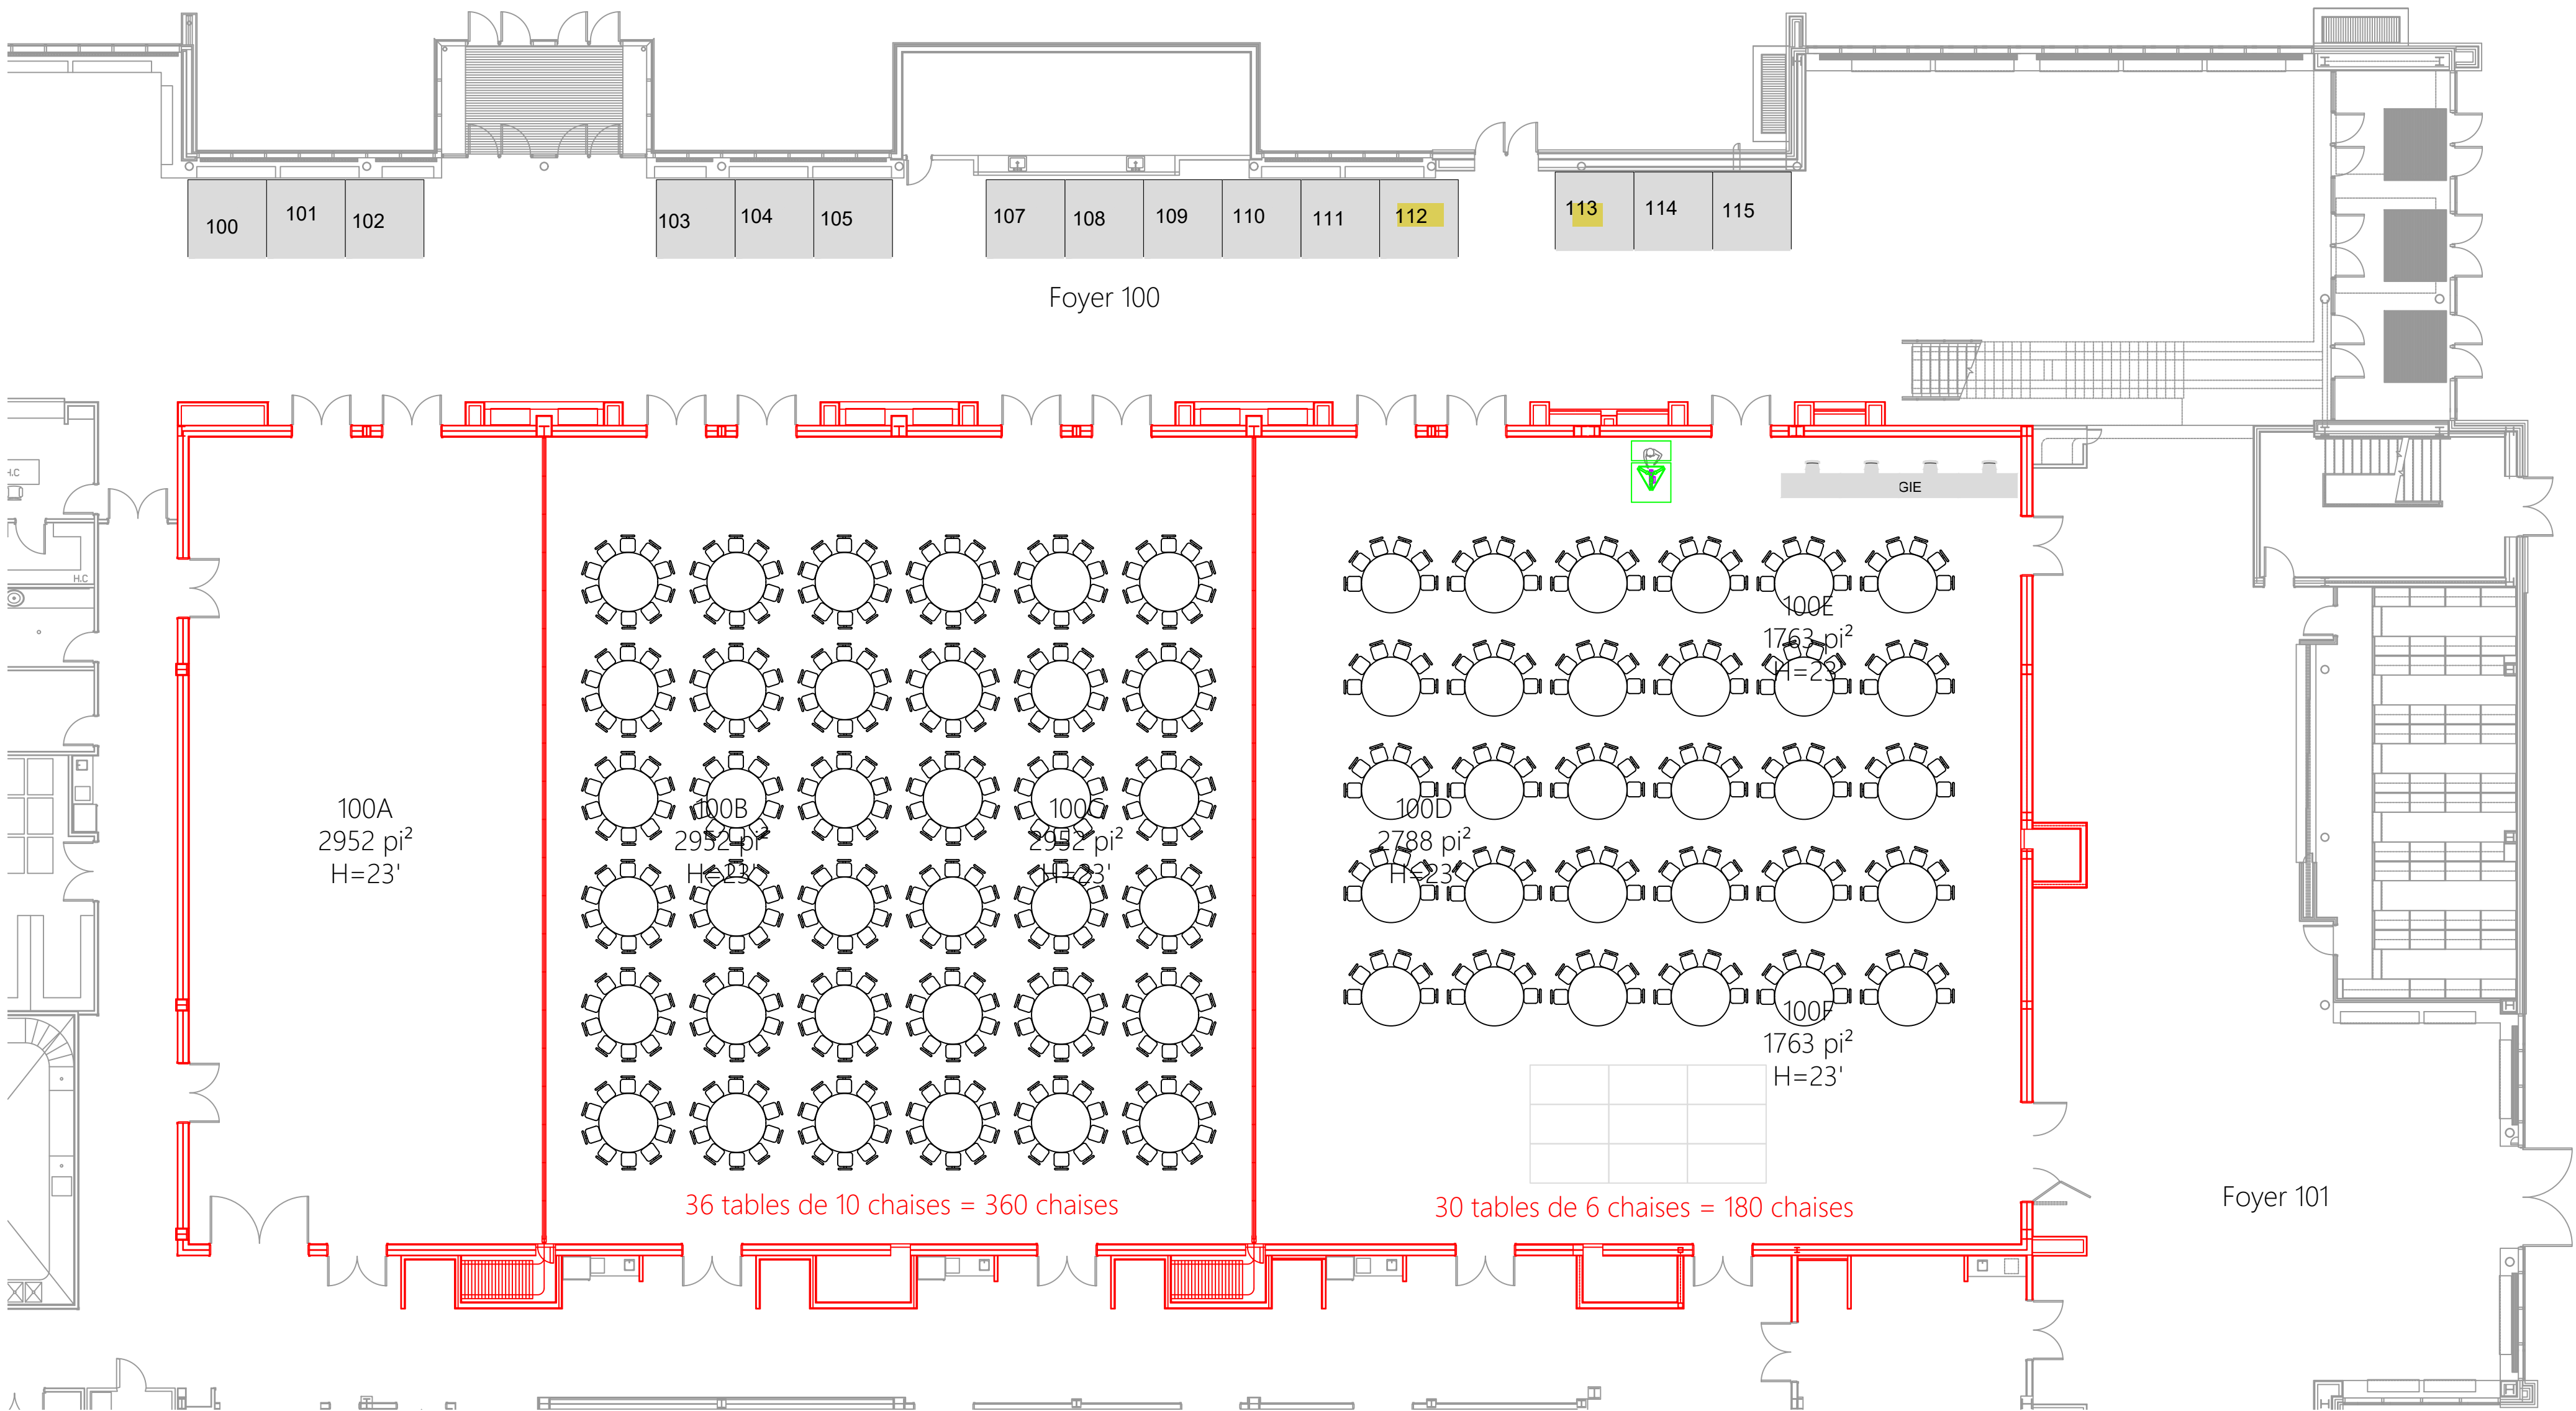 100
101
102
103
104
105
107
108
109
110
111
112
113
114
115
Foyer 100
H.C
H.C
GIE
100A
2952 pi²
H=23'
100B
2952 pi²
H=23'
100C
2952 pi²
H=23'
100D
2788 pi²
H=23'
100E
1763 pi²
H=23'
100F
1763 pi²
H=23'
36 tables de 10 chaises = 360 chaises
30 tables de 6 chaises = 180 chaises
Foyer 101